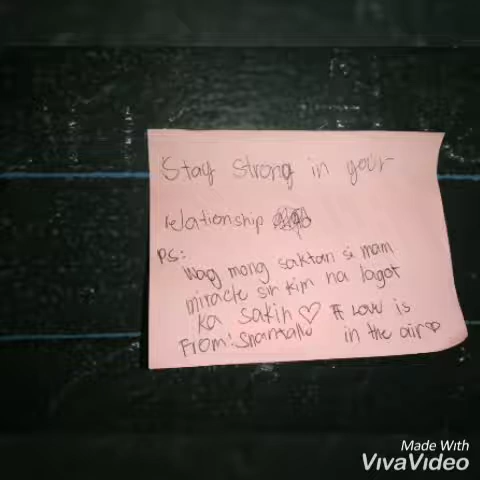 Stay strong in your
relationship
PS:
Wag mong saktan si mam
miracle sir kim na lagot
ka sakin ♡ # Love is
From: Shantalle in the air ♡
Made With
VivaVideo